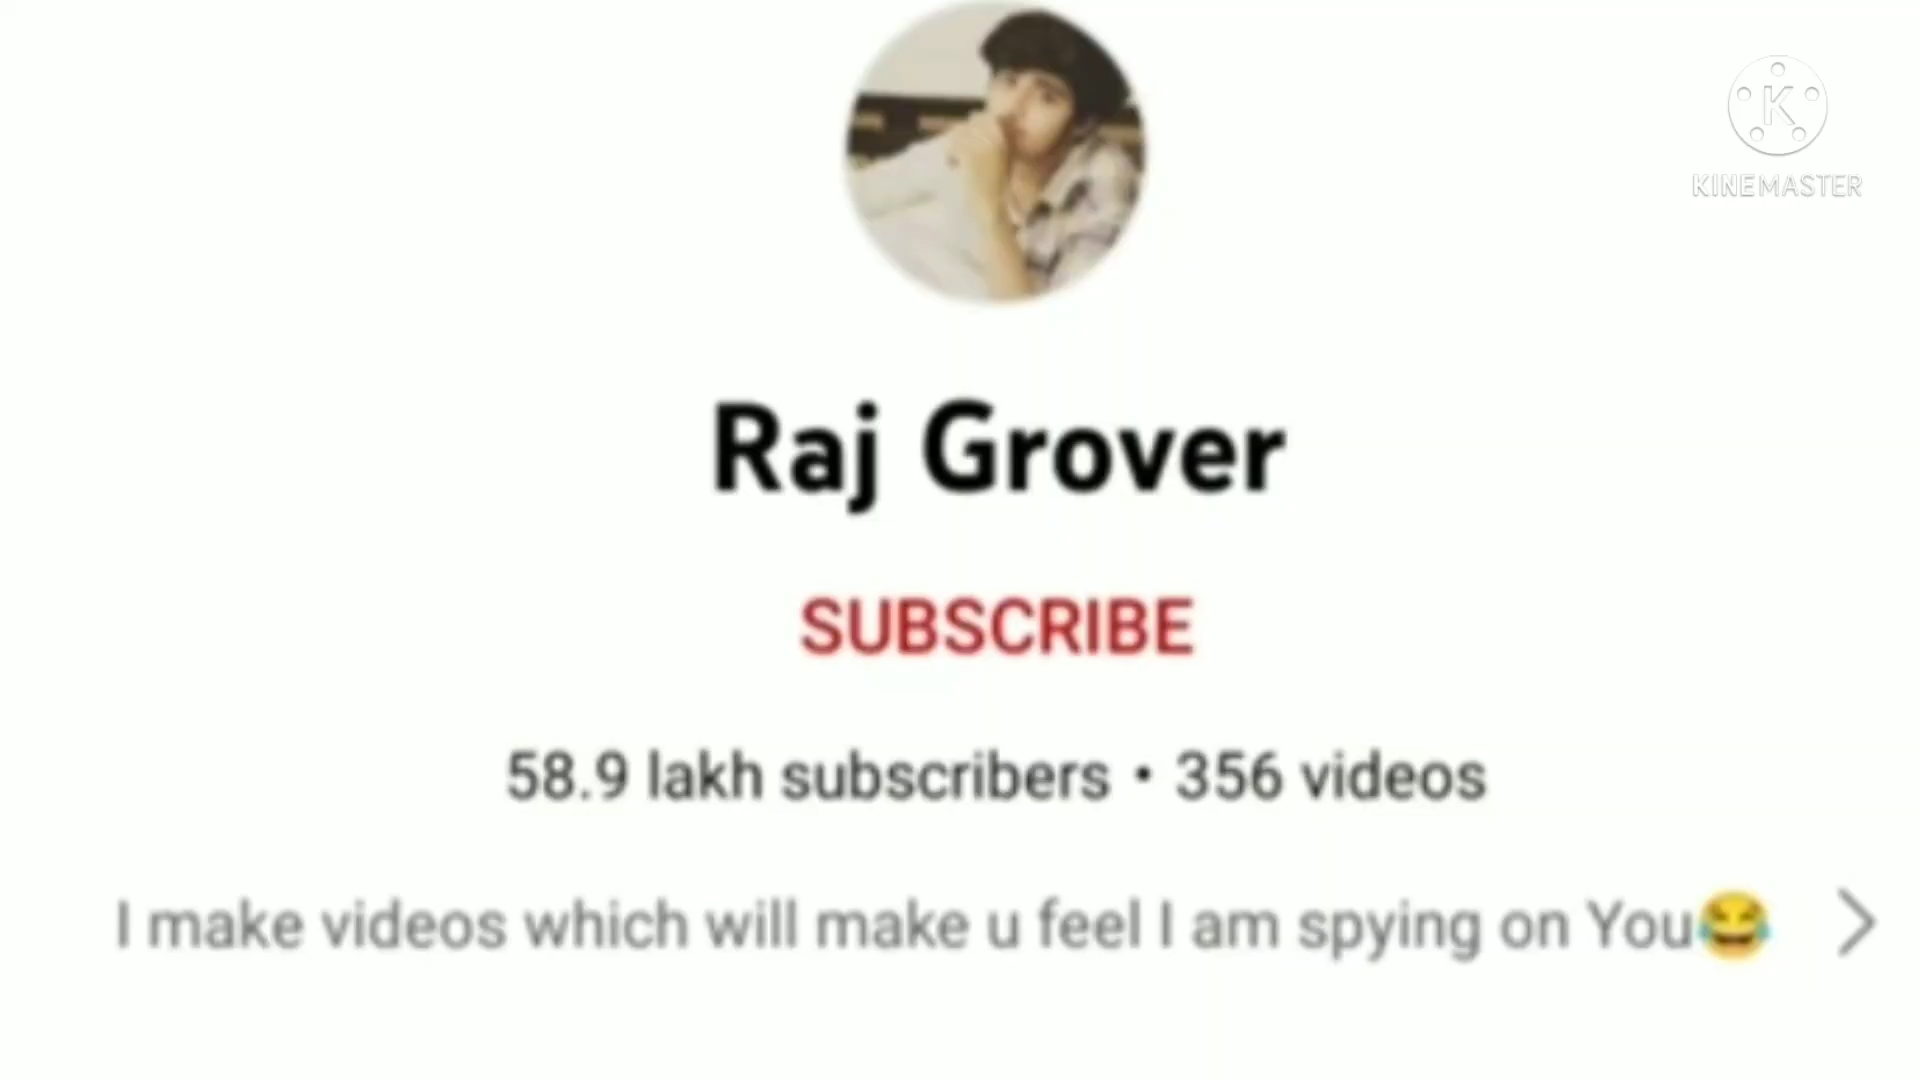 K
KINEMASTER
Raj Grover
SUBSCRIBE
58.9 lakh subscribers • 356 videos
I make videos which will make u feel I am spying on You😂